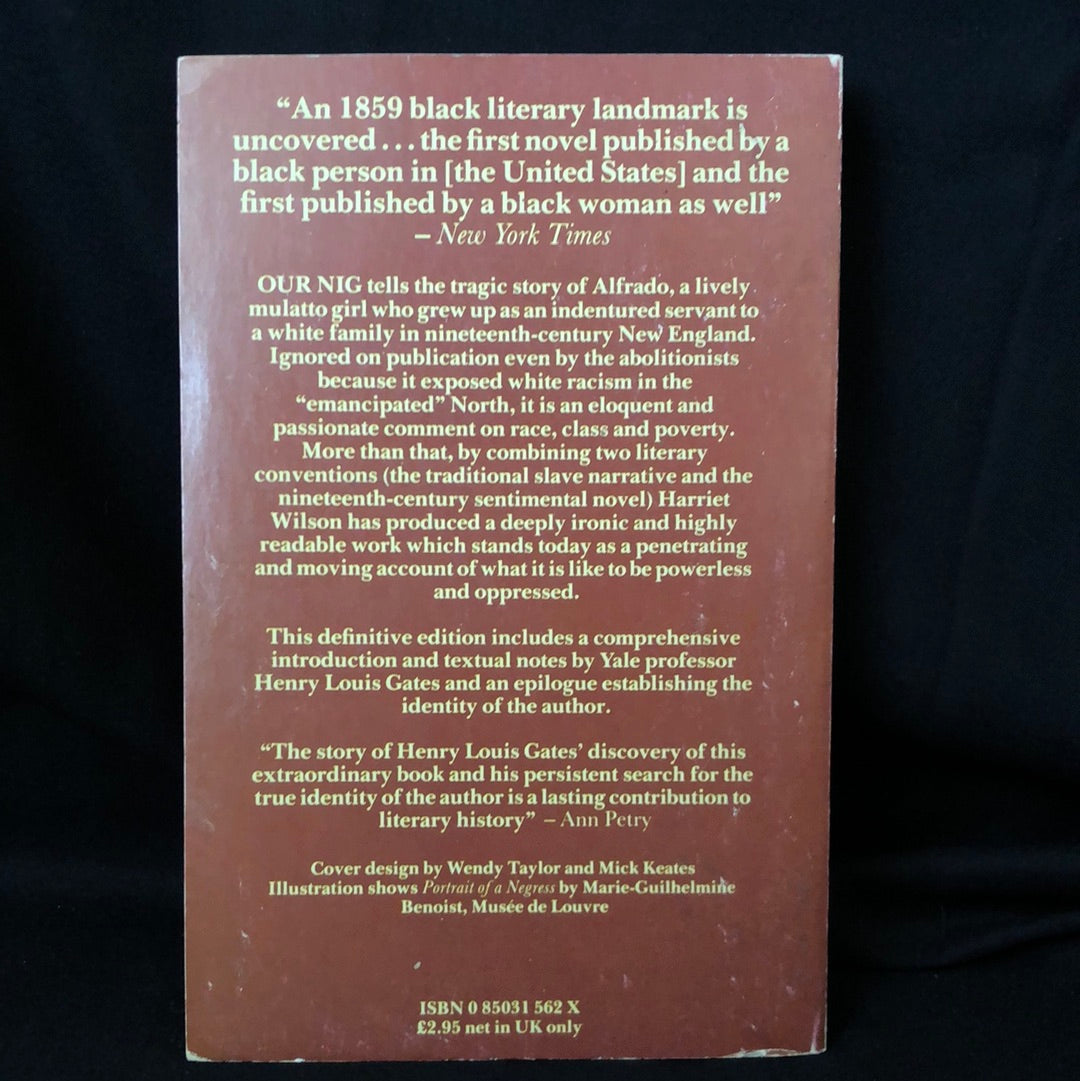 “An 1859 black literary landmark is
uncovered . . . the first novel published by a
black person in [the United States] and the
first published by a black woman as well”
– New York Times
OUR NIG tells the tragic story of Alfrado, a lively
mulatto girl who grew up as an indentured servant to
a white family in nineteenth-century New England.
Ignored on publication even by the abolitionists
because it exposed white racism in the
“emancipated” North, it is an eloquent and
passionate comment on race, class and poverty.
More than that, by combining two literary
conventions (the traditional slave narrative and the
nineteenth-century sentimental novel) Harriet
Wilson has produced a deeply ironic and highly
readable work which stands today as a penetrating
and moving account of what it is like to be powerless
and oppressed.
This definitive edition includes a comprehensive
introduction and textual notes by Yale professor
Henry Louis Gates and an epilogue establishing the
identity of the author.
“The story of Henry Louis Gates’ discovery of this
extraordinary book and his persistent search for the
true identity of the author is a lasting contribution to
literary history” – Ann Petry
Cover design by Wendy Taylor and Mick Keates
Illustration shows Portrait of a Negress by Marie-Guilhelmine
Benoist, Musée de Louvre
ISBN 0 85031 562 X
£2.95 net in UK only